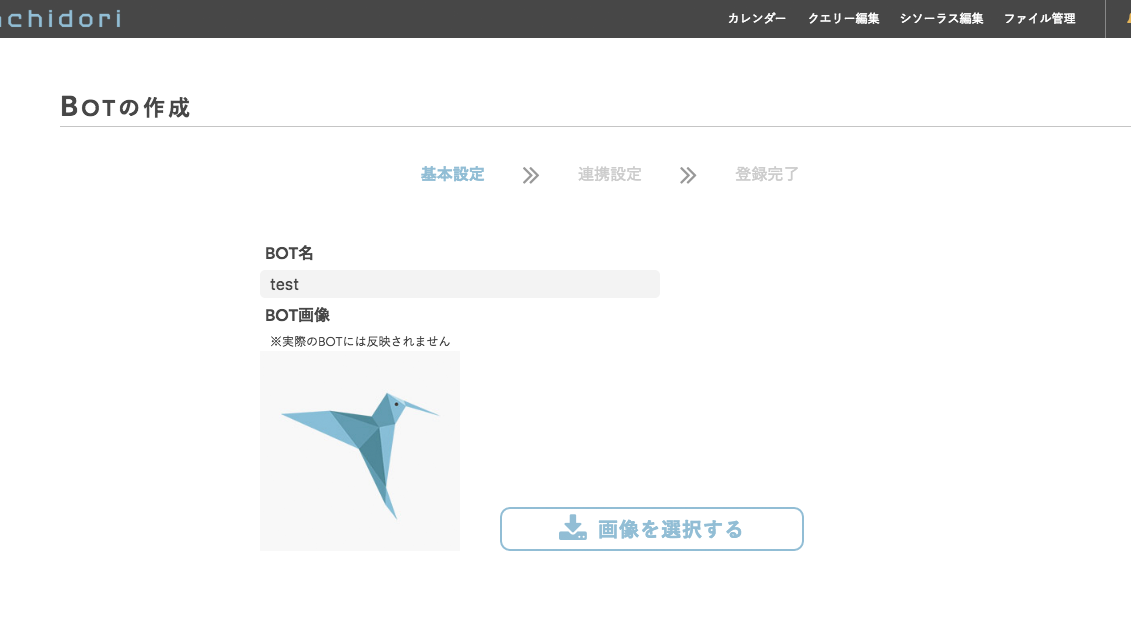 chidori
カレンダー クエリー編集 シソーラス編集 ファイル管理
BOTの作成
基本設定 連携設定 登録完了
BOT名
test
BOT画像
※実際のBOTには反映されません
画像を選択する